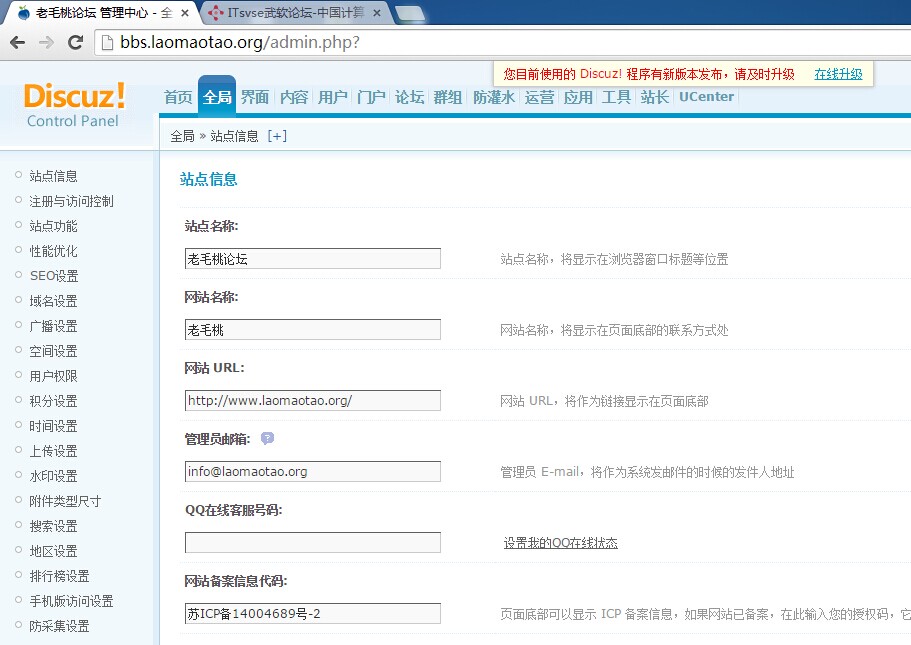 老毛桃论坛 管理中心 - 全
ITsvse武软论坛-中国计算
bbs.laomaotao.org/admin.php?
您目前使用的 Discuz! 程序有新版本发布，请及时升级 在线升级
Discuz!
Control Panel
首页 全局 界面 内容 用户 门户 论坛 群组 防灌水 运营 应用 工具 站长 UCenter
全局 » 站点信息 [+]
站点信息
注册与访问控制
站点功能
性能优化
SEO设置
域名设置
广播设置
空间设置
用户权限
积分设置
时间设置
上传设置
水印设置
附件类型尺寸
搜索设置
地区设置
排行榜设置
手机版访问设置
防采集设置
站点信息
站点名称:
老毛桃论坛 站点名称，将显示在浏览器窗口标题等位置
网站名称:
老毛桃 网站名称，将显示在页面底部的联系方式处
网站 URL:
http://www.laomaotao.org/ 网站 URL，将作为链接显示在页面底部
管理员邮箱: ?
info@laomaotao.org 管理员 E-mail，将作为系统发邮件的时候的发件人地址
QQ在线客服号码:
设置我的QQ在线状态
网站备案信息代码:
苏ICP备14004689号-2 页面底部可以显示 ICP 备案信息，如果网站已备案，在此输入您的授权码，它